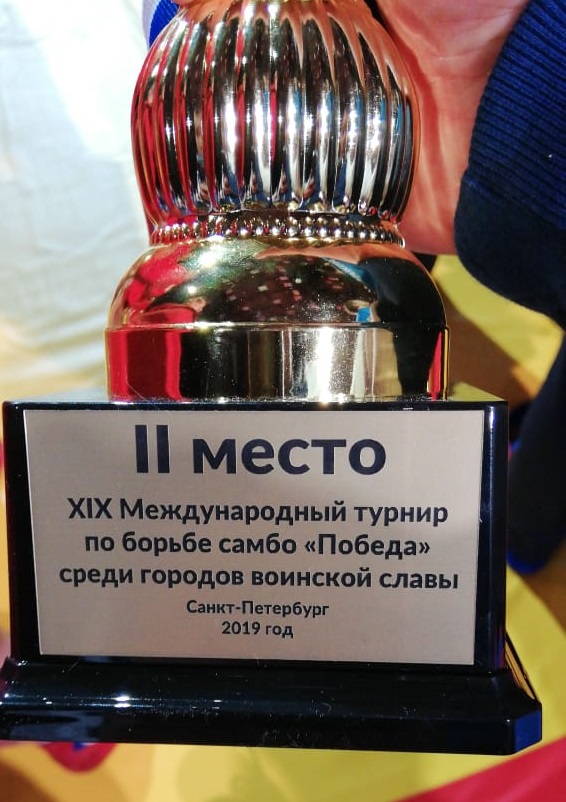 II место
XIX Международный турнир
по борьбе самбо «Победа»
среди городов воинской славы
Санкт-Петербург
2019 год